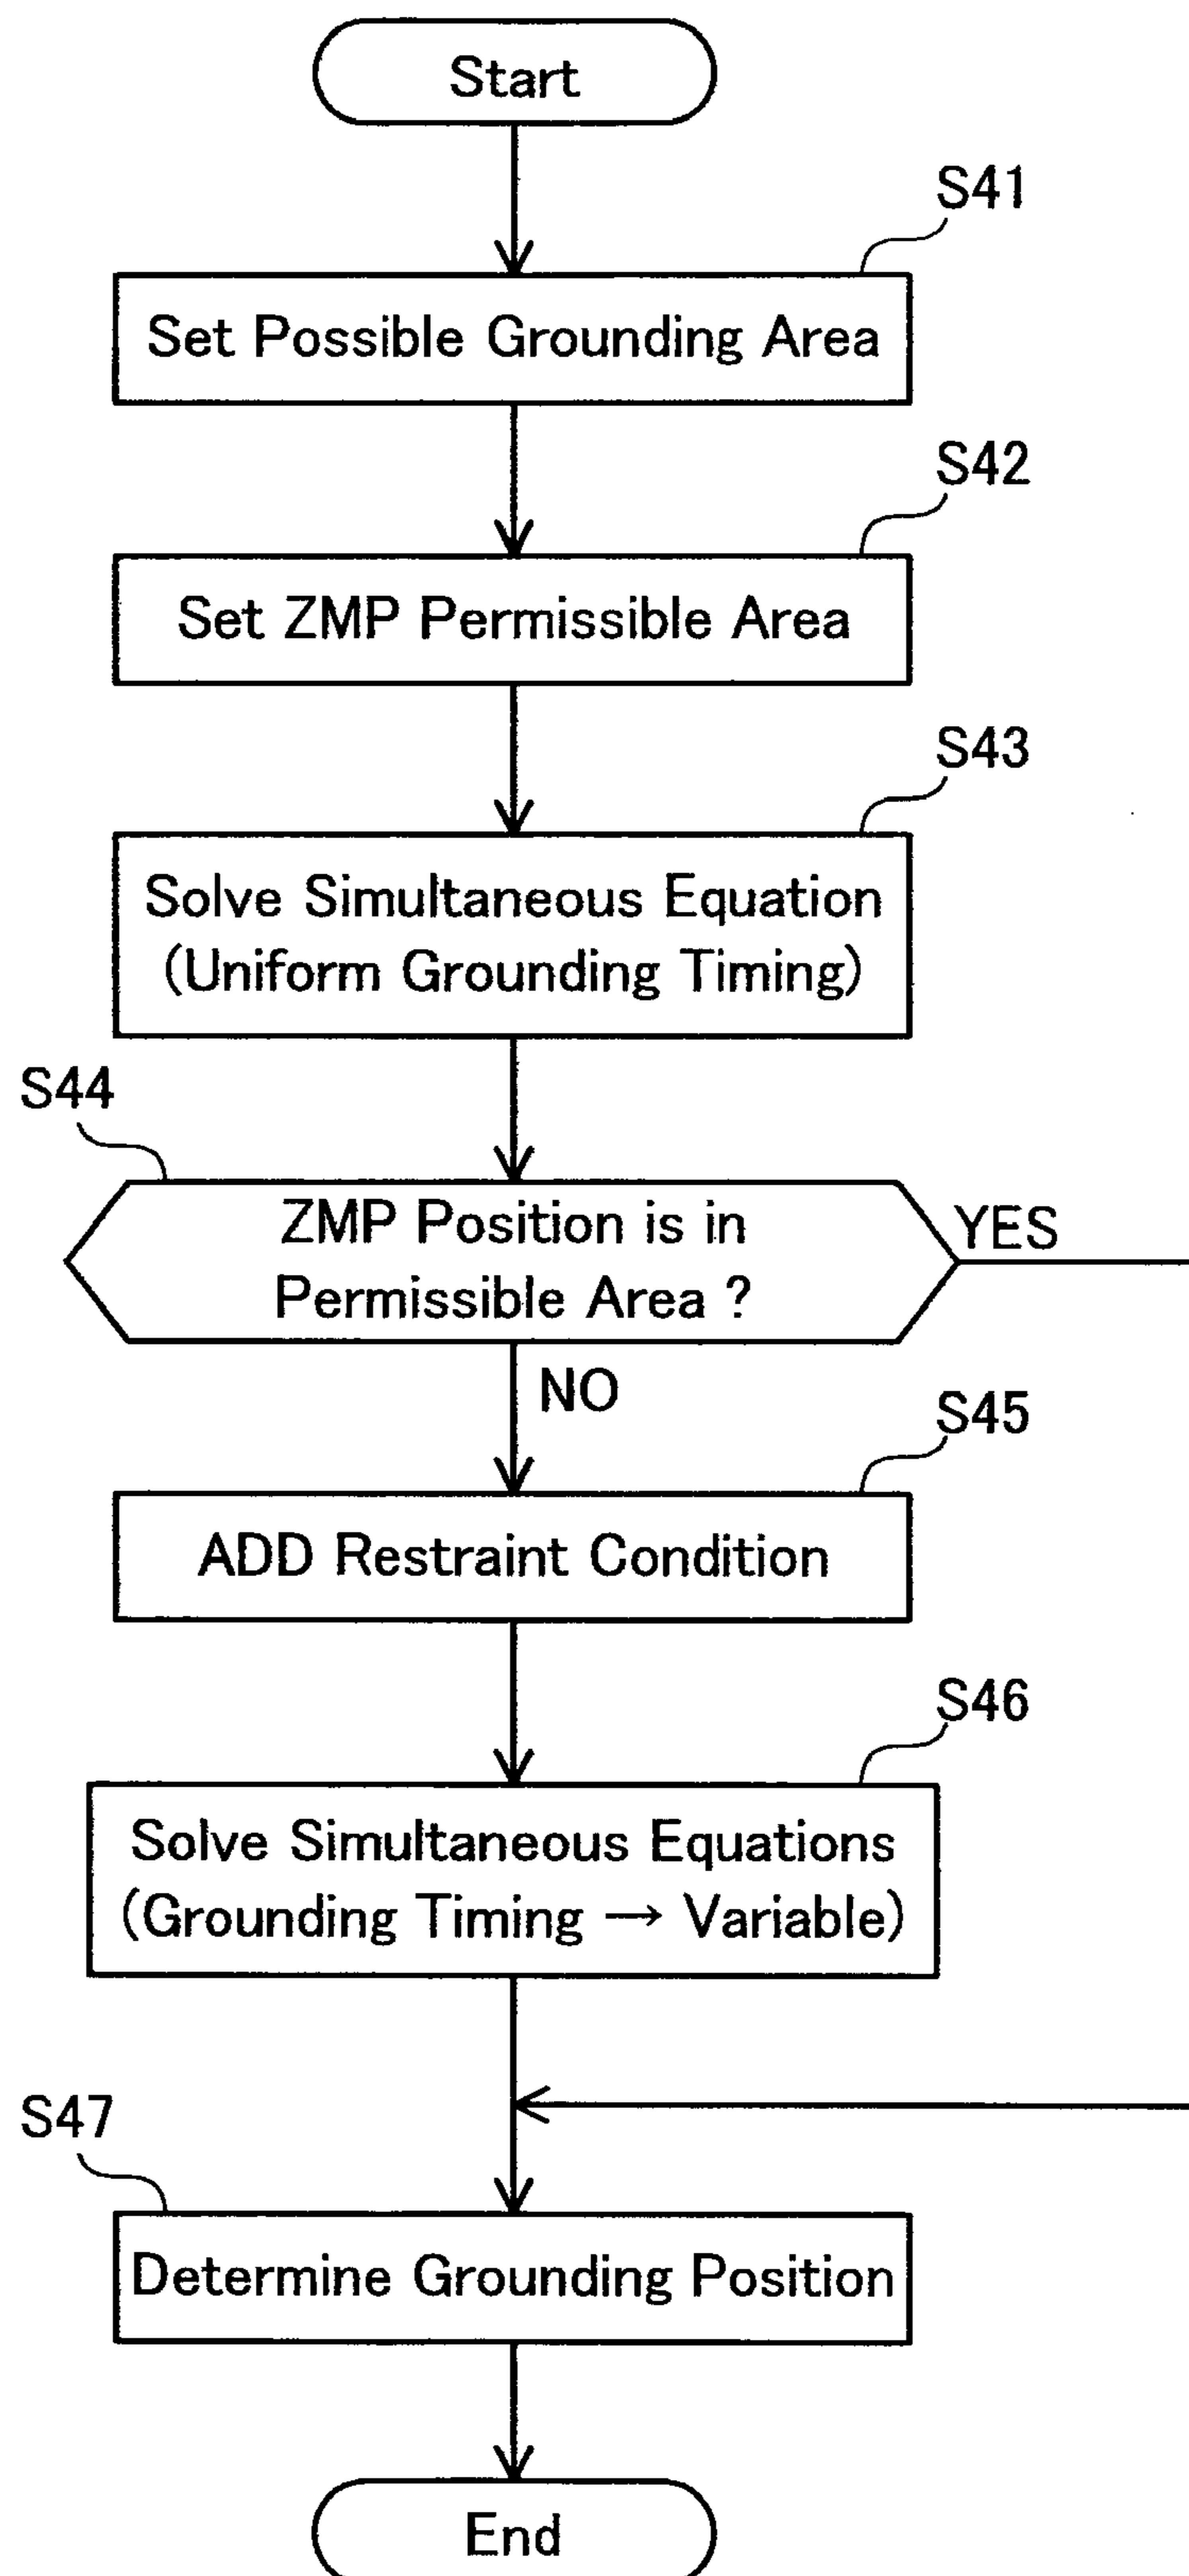 Start
S41
Set Possible Grounding Area
S42
Set ZMP Permissible Area
S43
Solve Simultaneous Equation
(Uniform Grounding Timing)
S44
ZMP Position is in
Permissible Area ?
YES
NO
S45
ADD Restraint Condition
S46
Solve Simultaneous Equations
(Grounding Timing → Variable)
S47
Determine Grounding Position
End